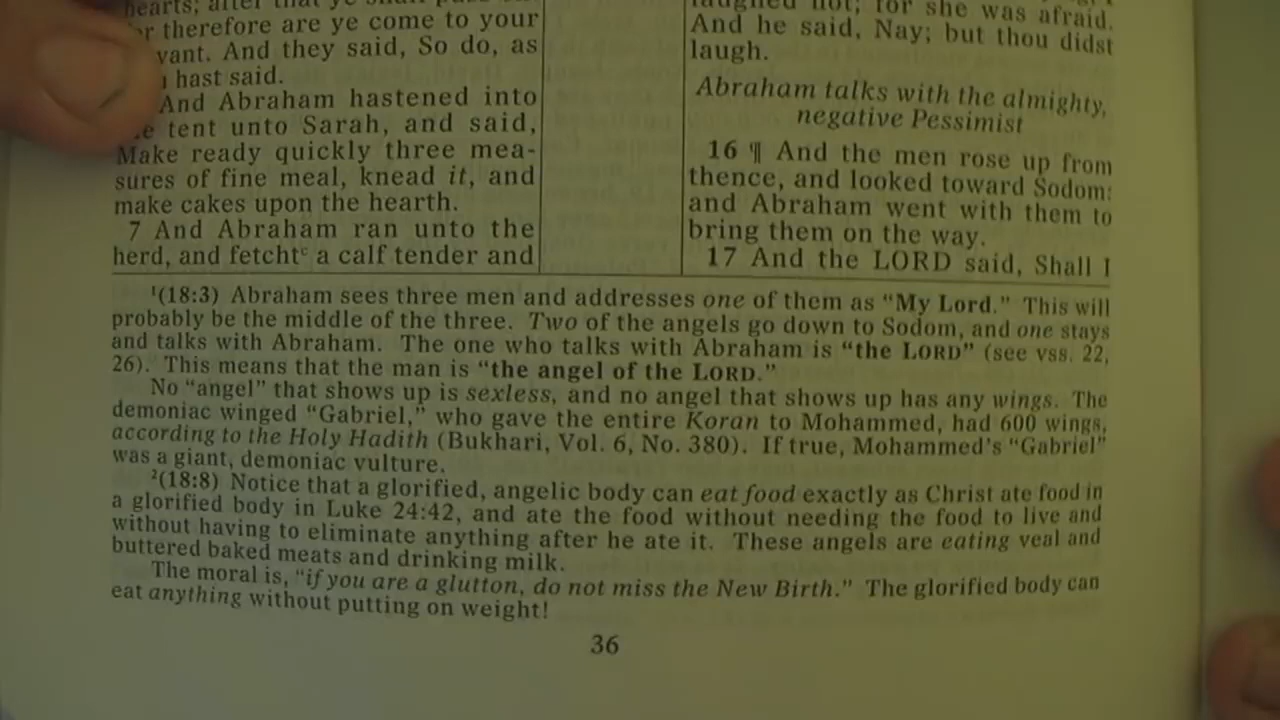 hearts; after that ye shall pass
therefore are ye come to your
vant. And they said, So do, as
hast said.
And Abraham hastened into
tent unto Sarah, and said,
Make ready quickly three mea-
sures of fine meal, knead it, and
make cakes upon the hearth.
7 And Abraham ran unto the
herd, and fetchtᶜ a calf tender and
laughed not; for she was afraid.
And he said, Nay; but thou didst
laugh.
Abraham talks with the almighty,
negative Pessimist
16 ¶ And the men rose up from
thence, and looked toward Sodom:
and Abraham went with them to
bring them on the way.
17 And the LORD said, Shall I
¹(18:3) Abraham sees three men and addresses one of them as “My Lord.” This will
probably be the middle of the three. Two of the angels go down to Sodom, and one stays
and talks with Abraham. The one who talks with Abraham is “the LORD” (see vss. 22,
26). This means that the man is “the angel of the LORD.”
No “angel” that shows up is sexless, and no angel that shows up has any wings. The
demoniac winged “Gabriel,” who gave the entire Koran to Mohammed, had 600 wings,
according to the Holy Hadith (Bukhari, Vol. 6, No. 380). If true, Mohammed's “Gabriel”
was a giant, demoniac vulture.
²(18:8) Notice that a glorified, angelic body can eat food exactly as Christ ate food in
a glorified body in Luke 24:42, and ate the food without needing the food to live and
without having to eliminate anything after he ate it. These angels are eating veal and
buttered baked meats and drinking milk.
The moral is, “if you are a glutton, do not miss the New Birth.” The glorified body can
eat anything without putting on weight!
36